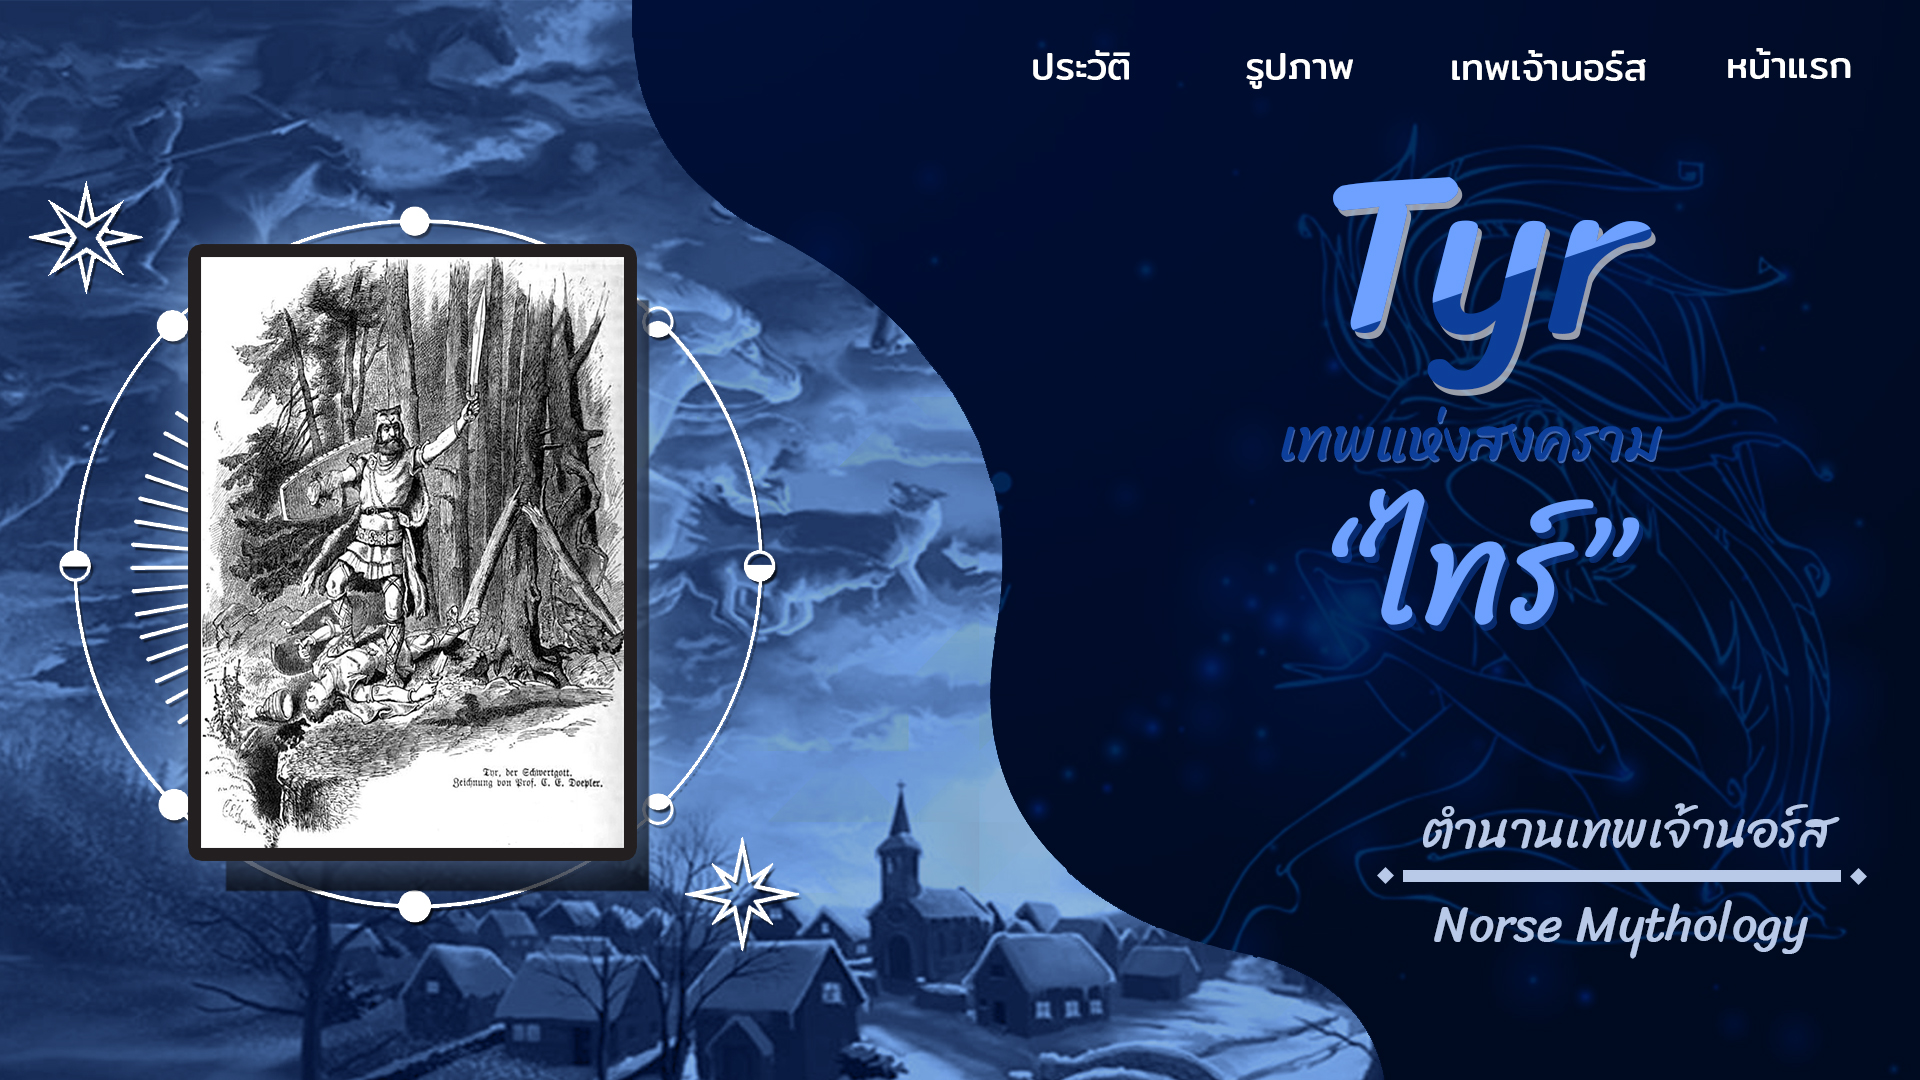 ประวัติ รูปภาพ เทพเจ้านอร์ส หน้าแรก
Tyr
เทพแห่งสงคราม
“ไทร์”
Tyr, der Schwertgott.
Zeichnung von Prof. C. E. Doepler.
ตำนานเทพเจ้านอร์ส
Norse Mythology